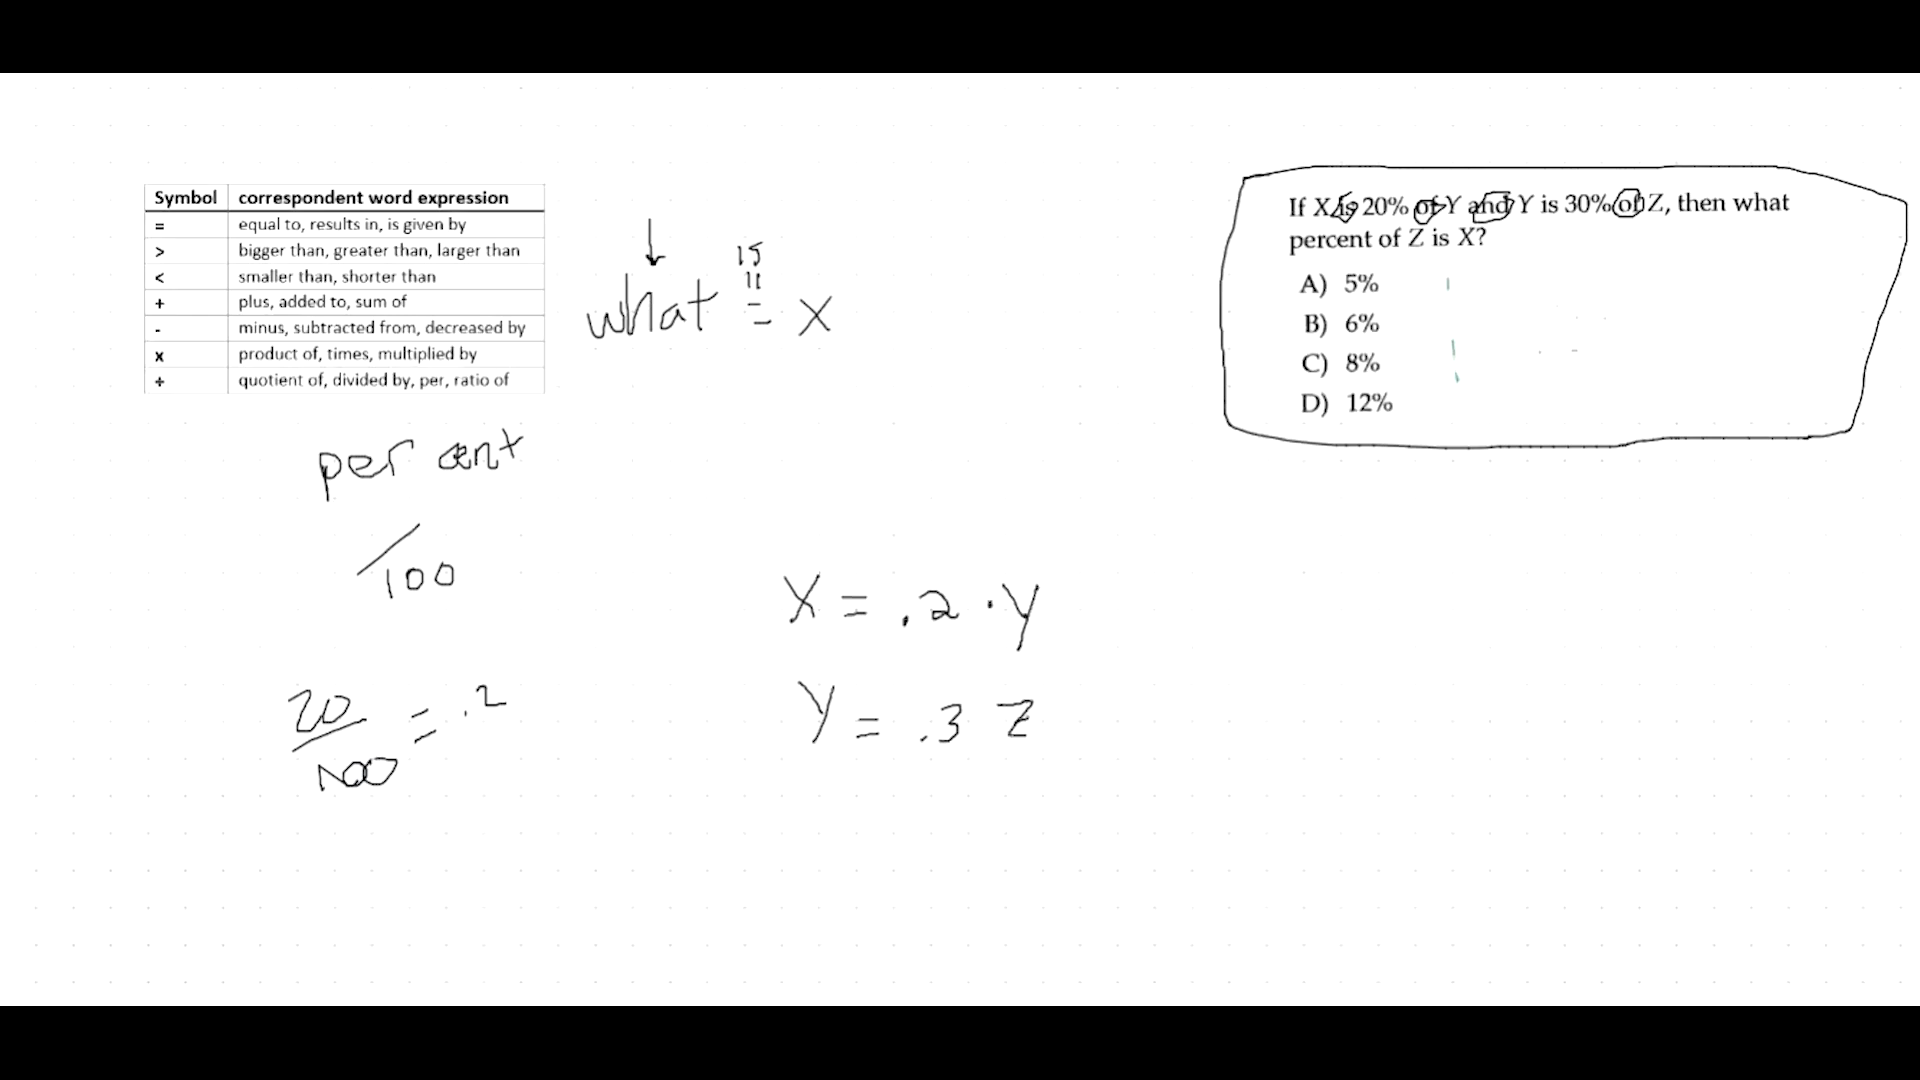 Symbol correspondent word expression
= equal to, results in, is given by
> bigger than, greater than, larger than
< smaller than, shorter than
+ plus, added to, sum of
- minus, subtracted from, decreased by
x product of, times, multiplied by
÷ quotient of, divided by, per, ratio of
is
"
what = X
per cent
/100
20/100 = .2
X = .2 · Y
Y = .3 Z
If X is 20% of Y and Y is 30% of Z, then what
percent of Z is X?
A) 5%
B) 6%
C) 8%
D) 12%